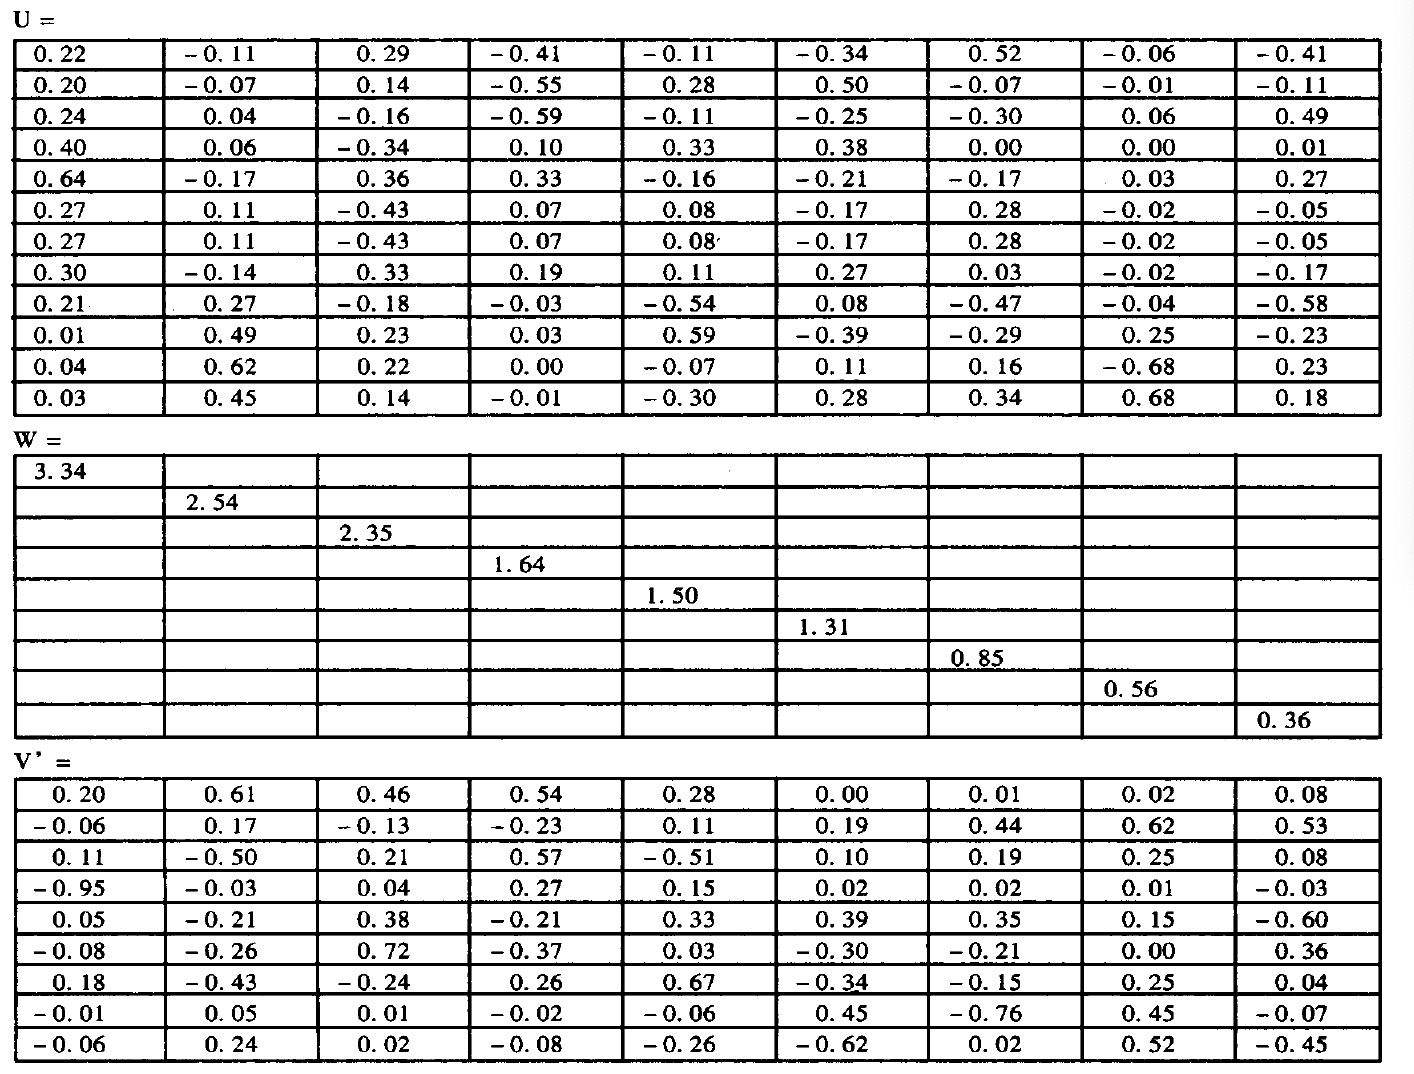 U =
0. 22 - 0. 11 0. 29 - 0. 41 - 0. 11 - 0. 34 0. 52 - 0. 06 - 0. 41
0. 20 - 0. 07 0. 14 - 0. 55 0. 28 0. 50 - 0. 07 - 0. 01 - 0. 11
0. 24 0. 04 - 0. 16 - 0. 59 - 0. 11 - 0. 25 - 0. 30 0. 06 0. 49
0. 40 0. 06 - 0. 34 0. 10 0. 33 0. 38 0. 00 0. 00 0. 01
0. 64 - 0. 17 0. 36 0. 33 - 0. 16 - 0. 21 - 0. 17 0. 03 0. 27
0. 27 0. 11 - 0. 43 0. 07 0. 08 - 0. 17 0. 28 - 0. 02 - 0. 05
0. 27 0. 11 - 0. 43 0. 07 0. 08 - 0. 17 0. 28 - 0. 02 - 0. 05
0. 30 - 0. 14 0. 33 0. 19 0. 11 0. 27 0. 03 - 0. 02 - 0. 17
0. 21 0. 27 - 0. 18 - 0. 03 - 0. 54 0. 08 - 0. 47 - 0. 04 - 0. 58
0. 01 0. 49 0. 23 0. 03 0. 59 - 0. 39 - 0. 29 0. 25 - 0. 23
0. 04 0. 62 0. 22 0. 00 - 0. 07 0. 11 0. 16 - 0. 68 0. 23
0. 03 0. 45 0. 14 - 0. 01 - 0. 30 0. 28 0. 34 0. 68 0. 18
W =
3. 34
2. 54
2. 35
1. 64
1. 50
1. 31
0. 85
0. 56
0. 36
V' =
0. 20 0. 61 0. 46 0. 54 0. 28 0. 00 0. 01 0. 02 0. 08
- 0. 06 0. 17 - 0. 13 - 0. 23 0. 11 0. 19 0. 44 0. 62 0. 53
0. 11 - 0. 50 0. 21 0. 57 - 0. 51 0. 10 0. 19 0. 25 0. 08
- 0. 95 - 0. 03 0. 04 0. 27 0. 15 0. 02 0. 02 0. 01 - 0. 03
0. 05 - 0. 21 0. 38 - 0. 21 0. 33 0. 39 0. 35 0. 15 - 0. 60
- 0. 08 - 0. 26 0. 72 - 0. 37 0. 03 - 0. 30 - 0. 21 0. 00 0. 36
0. 18 - 0. 43 - 0. 24 0. 26 0. 67 - 0. 34 - 0. 15 0. 25 0. 04
- 0. 01 0. 05 0. 01 - 0. 02 - 0. 06 0. 45 - 0. 76 0. 45 - 0. 07
- 0. 06 0. 24 0. 02 - 0. 08 - 0. 26 - 0. 62 0. 02 0. 52 - 0. 45